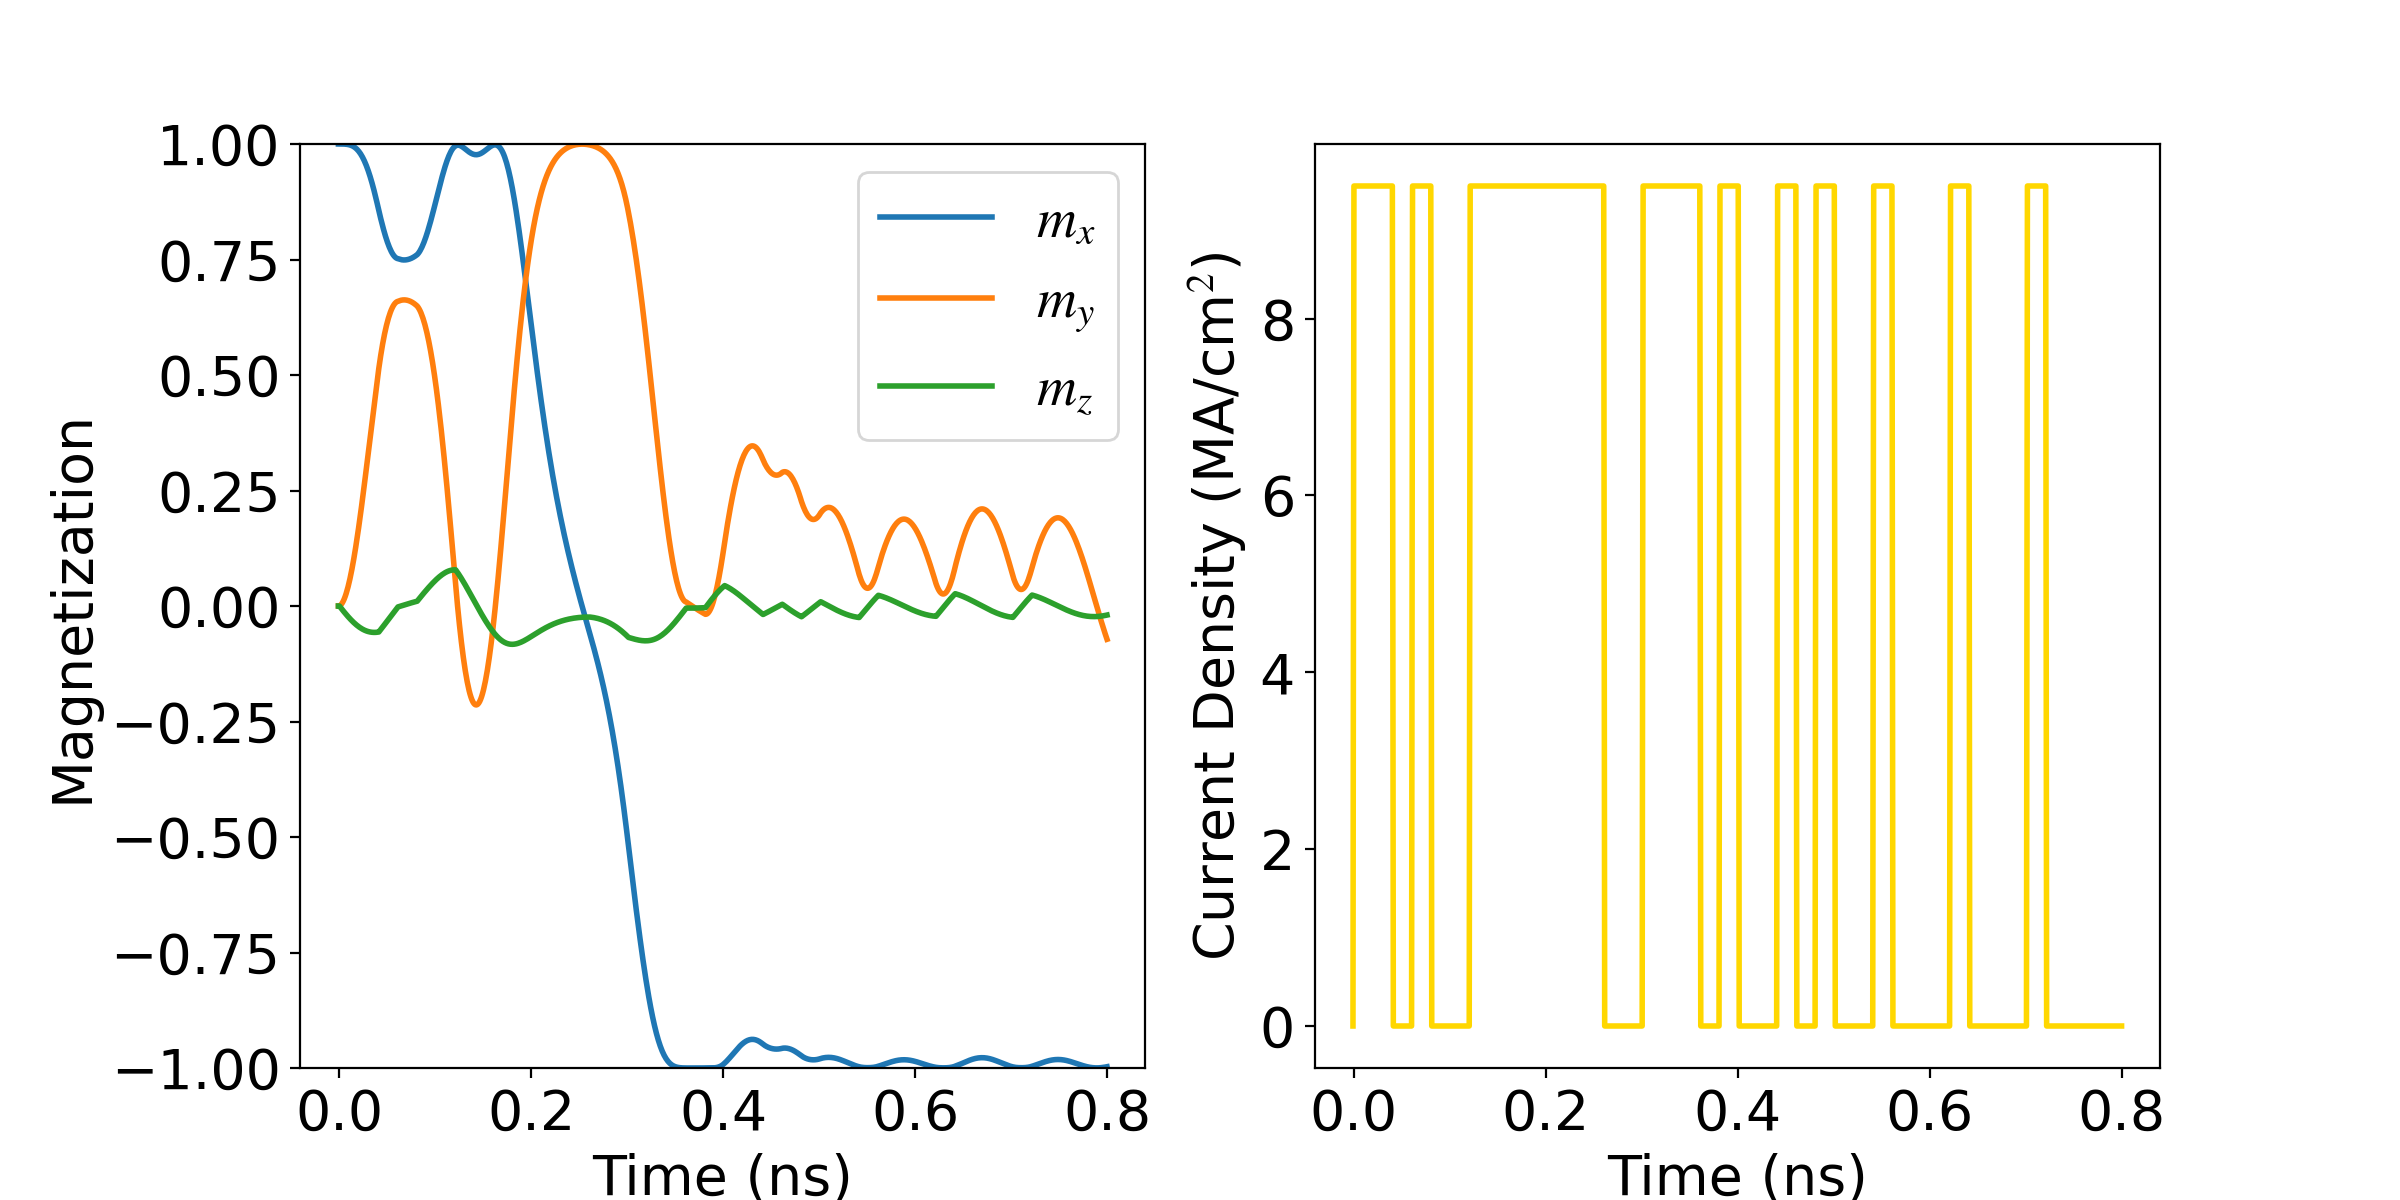 1.00
0.75
0.50
0.25
0.00
−0.25
−0.50
−0.75
−1.00
Magnetization
0.0 0.2 0.4 0.6 0.8
Time (ns)
m_x
m_y
m_z
8
6
4
2
0
Current Density (MA/cm²)
0.0 0.2 0.4 0.6 0.8
Time (ns)